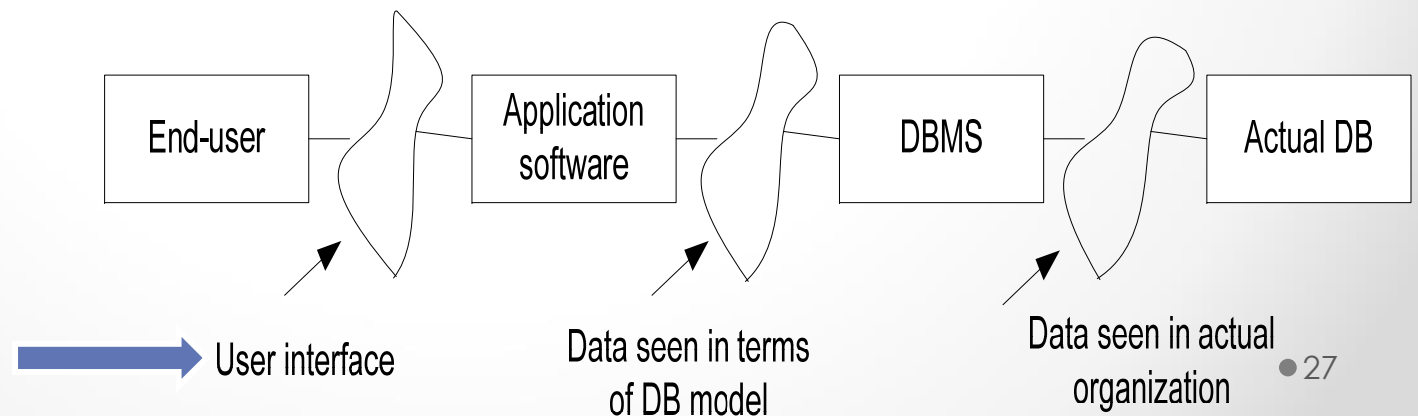 End-user
Application
software
DBMS
Actual DB
User interface
Data seen in terms
of DB model
Data seen in actual
organization
27